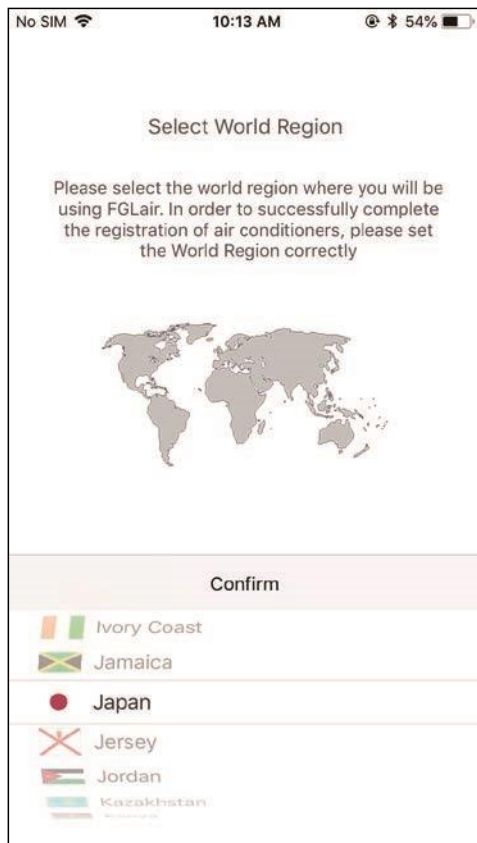 No SIM 10:13 AM 54%
Select World Region
Please select the world region where you will be
using FGLair. In order to successfully complete
the registration of air conditioners, please set
the World Region correctly
Confirm
Ivory Coast
Jamaica
Japan
Jersey
Jordan
Kazakhstan